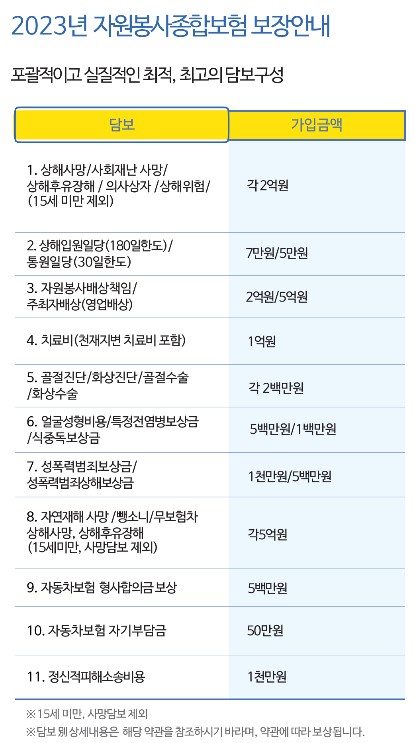 2023년 자원봉사종합보험 보장안내
포괄적이고 실질적인 최적, 최고의 담보구성
담보 가입금액
1. 상해사망/사회재난 사망/
상해후유장해 / 의사상자 /상해위험/
(15세 미만 제외)
각 2억원
2. 상해입원일당(180일한도)/
통원일당(30일한도)
7만원/5만원
3. 자원봉사배상책임/
주최자배상(영업배상)
2억원/5억원
4. 치료비(천재지변 치료비 포함)
1억원
5. 골절진단/화상진단/골절수술
/화상수술
각 2백만원
6. 얼굴성형비용/특정전염병보상금
/식중독보상금
5백만원/1백만원
7. 성폭력범죄보상금/
성폭력범죄상해보상금
1천만원/5백만원
8. 자연재해 사망 /뺑소니/무보험차
상해사망, 상해후유장해
(15세미만, 사망담보 제외)
각5억원
9. 자동차보험 형사합의금 보상
5백만원
10. 자동차보험 자기부담금
50만원
11. 정신적피해소송비용
1천만원
※ 15세 미만, 사망담보 제외
※ 담보 별 상세내용은 해당 약관을 참조하시기 바라며, 약관에 따라 보상됩니다.